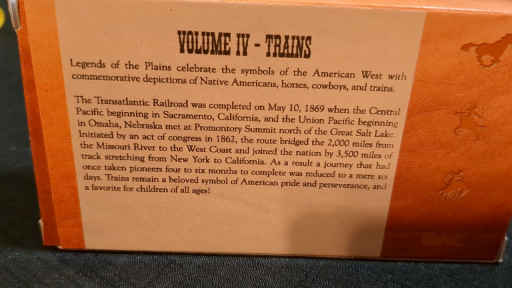 VOLUME IV - TRAINS
Legends of the Plains celebrate the symbols of the American West with
commemorative depictions of Native Americans, horses, cowboys, and trains.
The Transatlantic Railroad was completed on May 10, 1869 when the Central
Pacific beginning in Sacramento, California, and the Union Pacific beginning
in Omaha, Nebraska met at Promontory Summit north of the Great Salt Lake.
Initiated by an act of congress in 1862, the route bridged the 2,000 miles from
the Missouri River to the West Coast and joined the nation by 3,500 miles of
track stretching from New York to California. As a result a journey that had
once taken pioneers four to six months to complete was reduced to a mere six
days. Trains remain a beloved symbol of American pride and perseverance, and
a favorite for children of all ages!